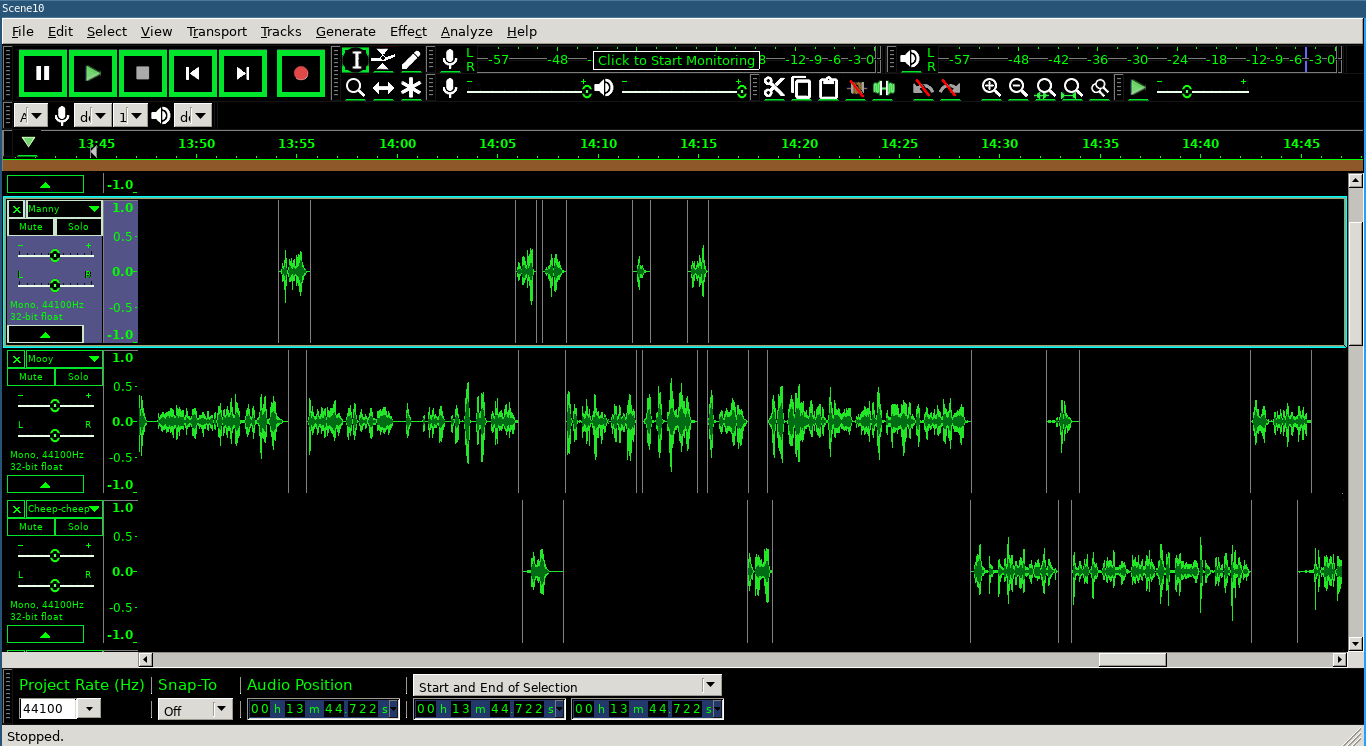 Scene10
File Edit Select View Transport Tracks Generate Effect Analyze Help
L R -57 -48 Click to Start Monitoring -12 -9 -6 -3 0 L R -57 -48 -42 -36 -30 -24 -18 -12 -9 -6 -3 0
13:45 13:50 13:55 14:00 14:05 14:10 14:15 14:20 14:25 14:30 14:35 14:40 14:45
-1.0
Manny 1.0
Mute Solo
0.5
- +
0.0
L R
Mono, 44100Hz -0.5
32-bit float
-1.0
Mooy 1.0
Mute Solo
0.5
- +
L R 0.0
Mono, 44100Hz -0.5
32-bit float
-1.0
Cheep-cheep 1.0
Mute Solo
0.5
- +
L R 0.0
Mono, 44100Hz -0.5
32-bit float
-1.0
Project Rate (Hz) Snap-To Audio Position Start and End of Selection
44100 Off 00 h 13 m 44.722 s 00 h 13 m 44.722 s 00 h 13 m 44.722 s
Stopped.